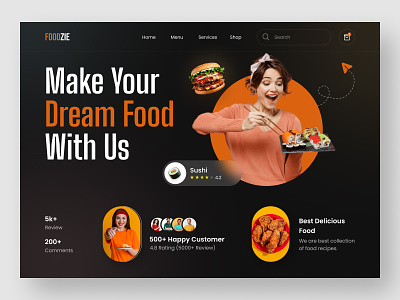 FOODZIE
Home Menu Services Shop
Search
Make Your
Dream Food
With Us
Sushi
4.2
5k+
Review
200+
Comments
500+ Happy Customer
4.8 Rating (5000+ Review)
Best Delicious
Food
We are best collection
of food recipes.